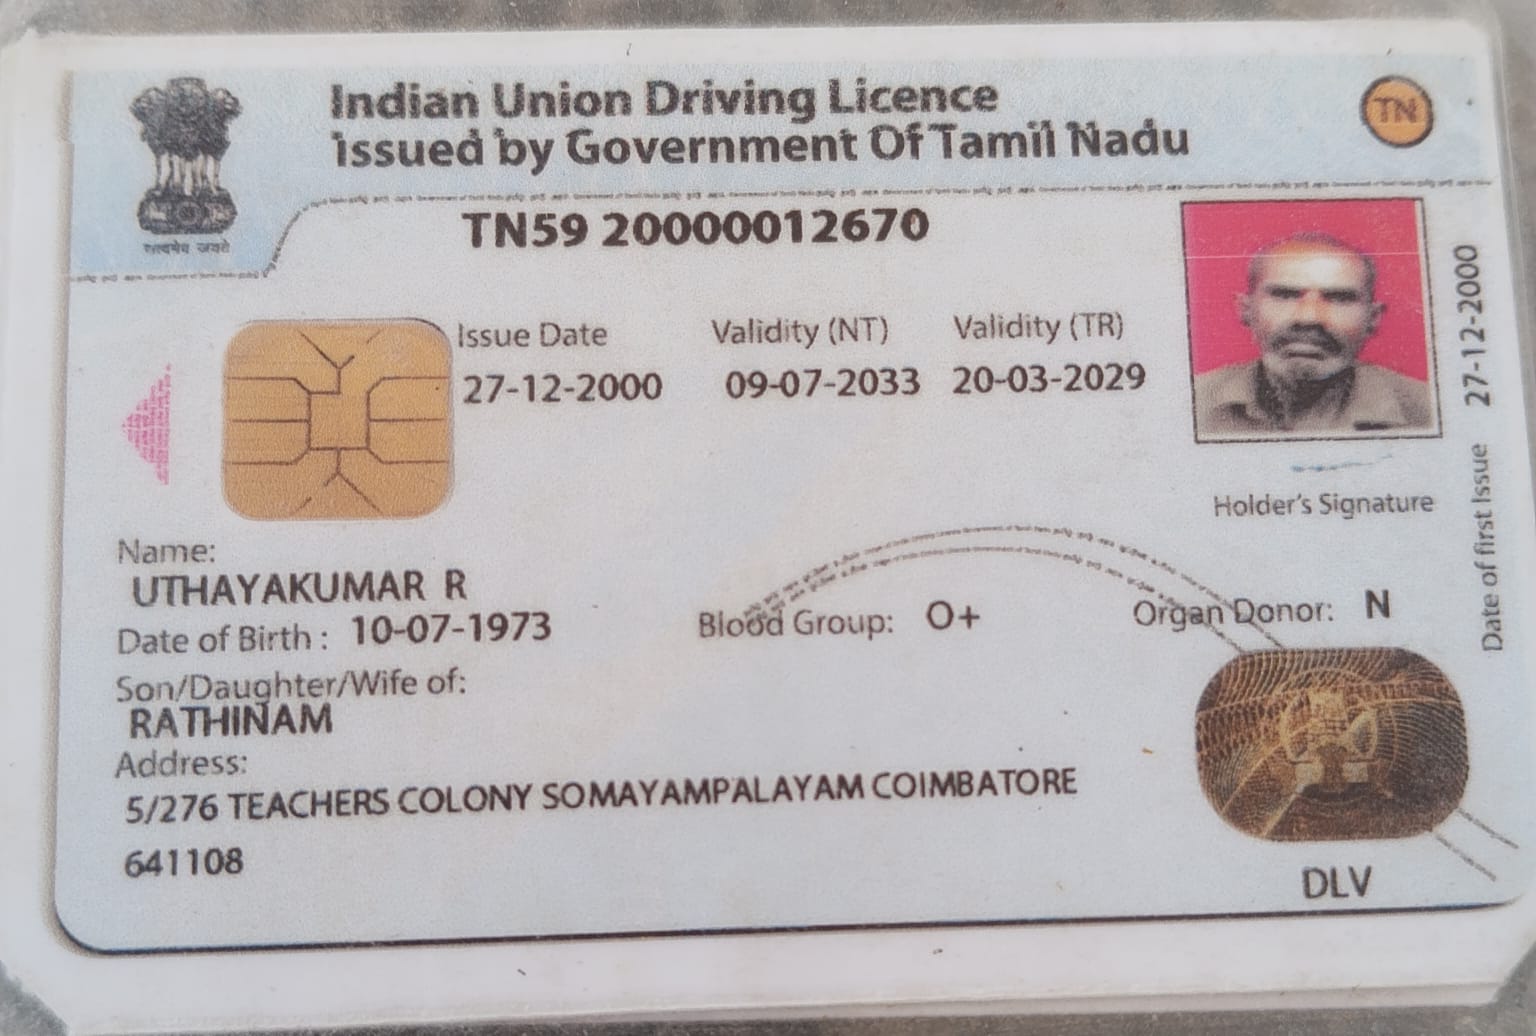 Indian Union Driving Licence
issued by Government Of Tamil Nadu
TN
सत्यमेव जयते
TN59 20000012670
Issue Date Validity (NT) Validity (TR)
27-12-2000 09-07-2033 20-03-2029
Holder's Signature
Date of first Issue 27-12-2000
Name:
UTHAYAKUMAR R
Date of Birth : 10-07-1973 Blood Group: O+ Organ Donor: N
Son/Daughter/Wife of:
RATHINAM
Address:
5/276 TEACHERS COLONY SOMAYAMPALAYAM COIMBATORE
641108
DLV